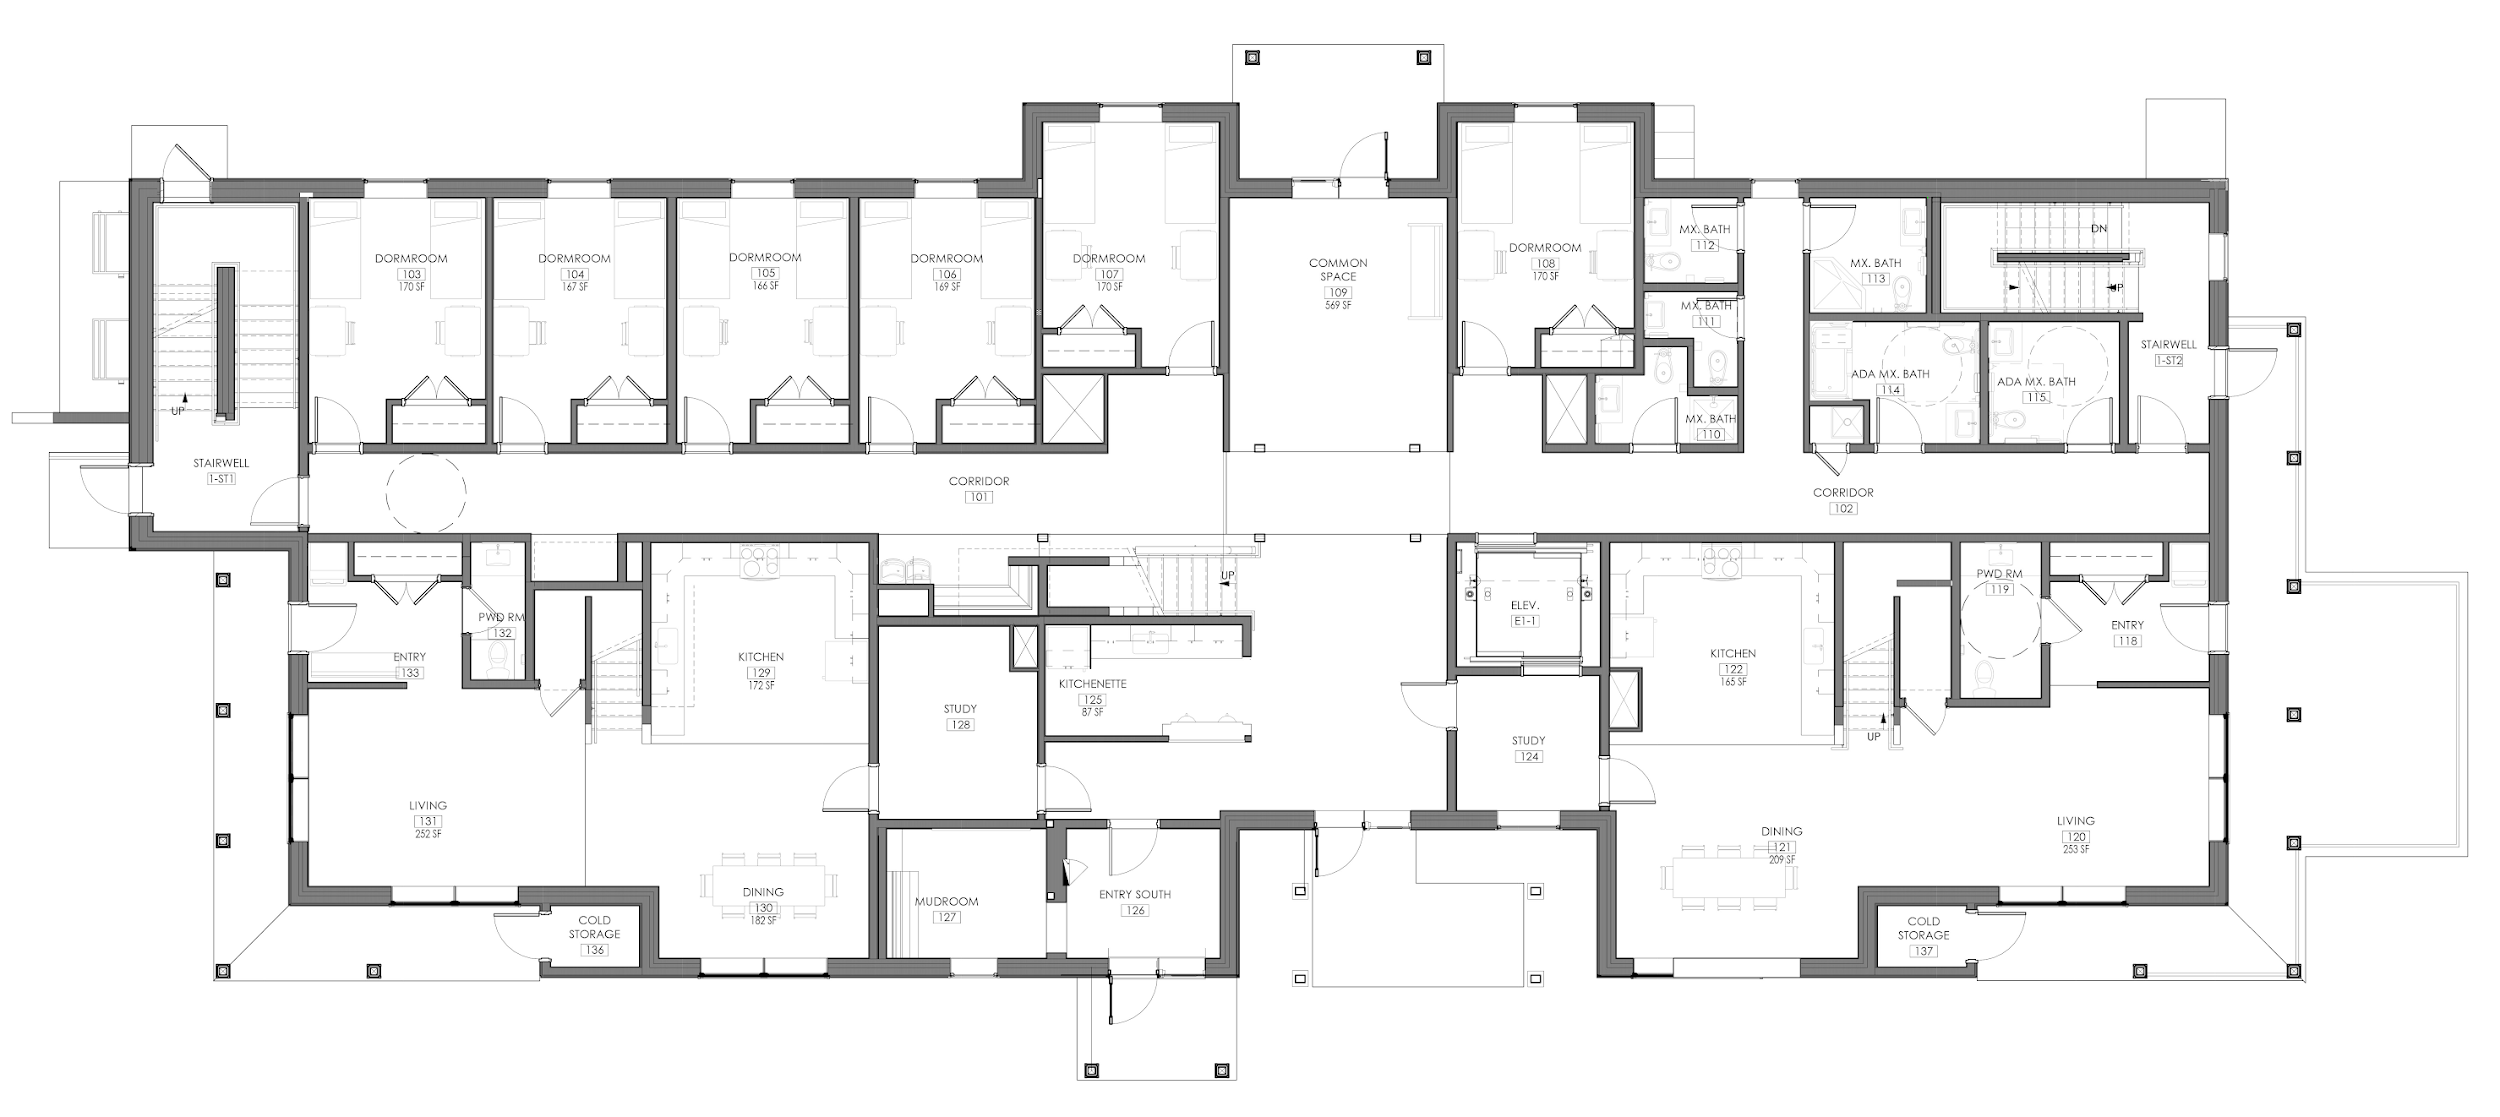 DORMROOM
103
170 SF
DORMROOM
104
167 SF
DORMROOM
105
166 SF
DORMROOM
106
169 SF
DORMROOM
107
170 SF
COMMON
SPACE
109
569 SF
DORMROOM
108
170 SF
MX. BATH
112
MX. BATH
111
MX. BATH
110
MX. BATH
113
DN
UP
ADA MX. BATH
114
ADA MX. BATH
115
STAIRWELL
1-ST2
UP
STAIRWELL
1-ST1
CORRIDOR
101
CORRIDOR
102
PWD RM
132
ENTRY
133
KITCHEN
129
172 SF
UP
STUDY
128
KITCHENETTE
125
87 SF
ELEV.
E1-1
STUDY
124
KITCHEN
122
165 SF
UP
PWD RM
119
ENTRY
118
LIVING
131
252 SF
DINING
130
182 SF
COLD
STORAGE
136
MUDROOM
127
ENTRY SOUTH
126
DINING
121
209 SF
LIVING
120
253 SF
COLD
STORAGE
137